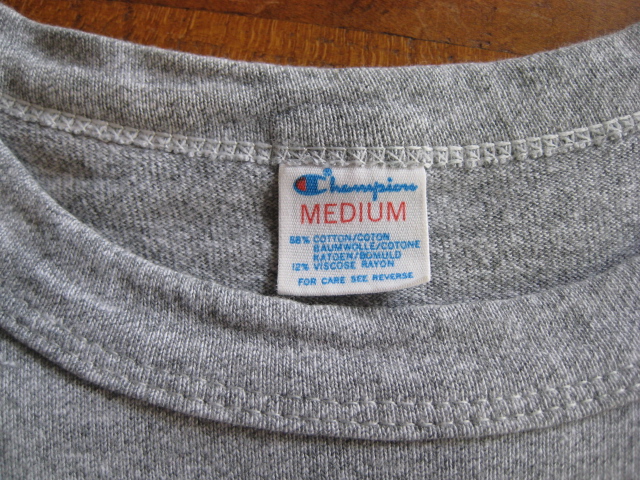 Champion®
MEDIUM
88% COTTON/COTON
BAUMWOLLE/COTONE
KATOEN/BOMULD
12% VISCOSE RAYON
FOR CARE SEE REVERSE